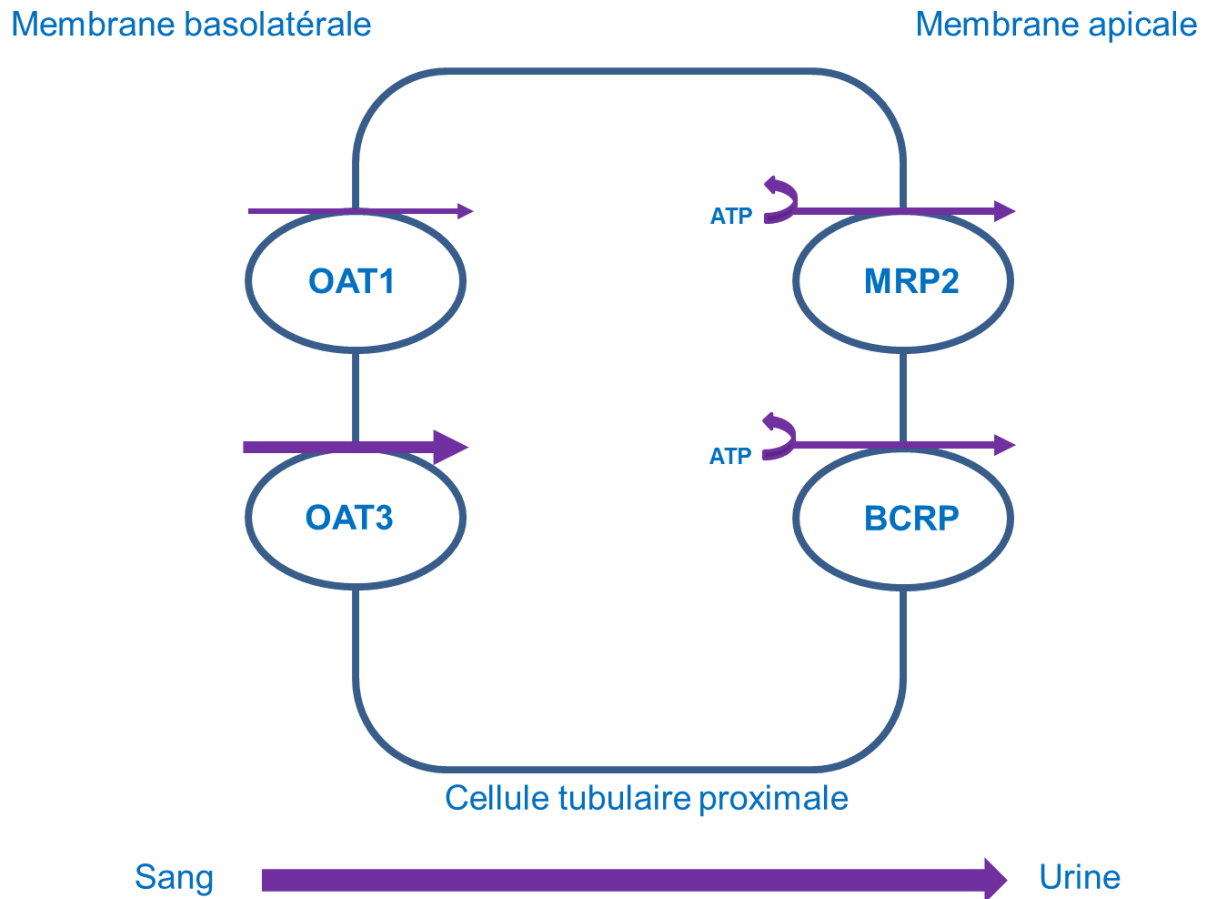 Membrane basolatérale
Membrane apicale
ATP
OAT1
MRP2
ATP
OAT3
BCRP
Cellule tubulaire proximale
Sang
Urine